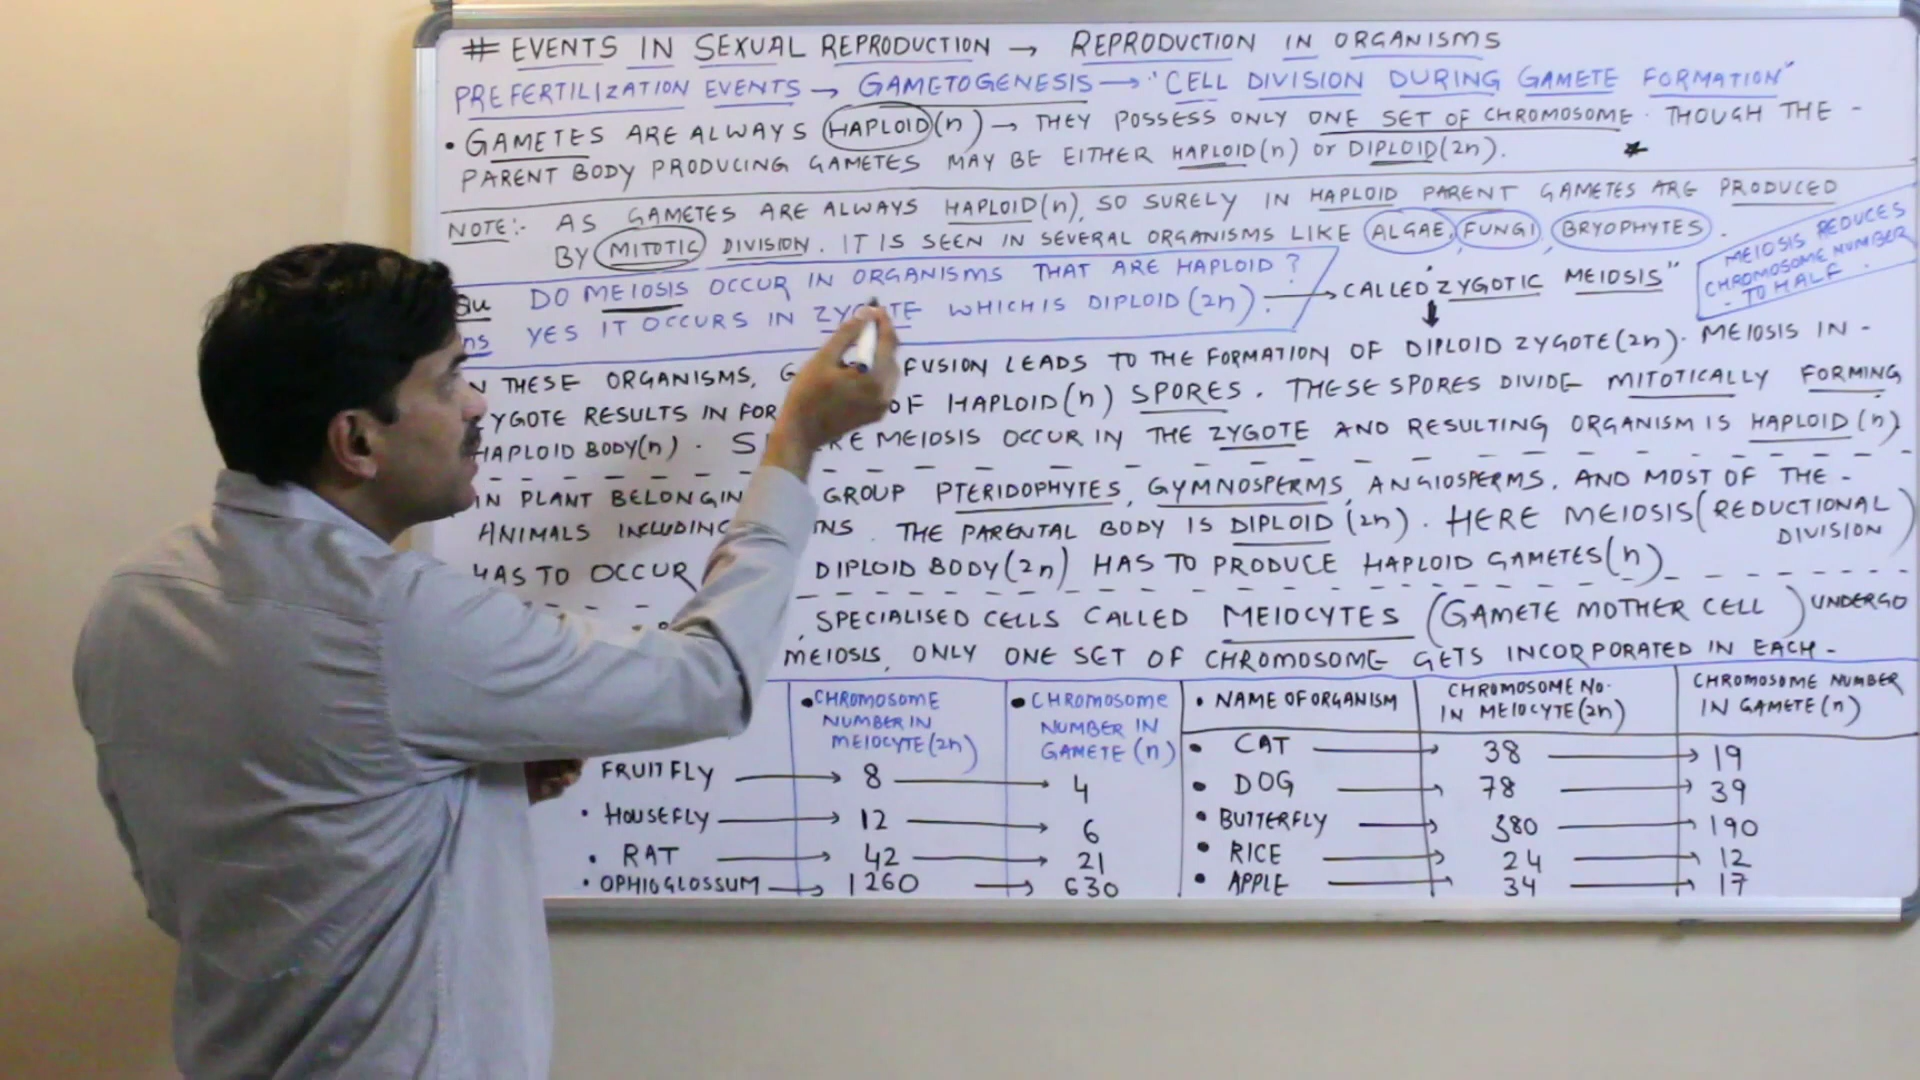 # EVENTS IN SEXUAL REPRODUCTION → REPRODUCTION IN ORGANISMS
PREFERTILIZATION EVENTS → GAMETOGENESIS → "CELL DIVISION DURING GAMETE FORMATION"
• GAMETES ARE ALWAYS HAPLOID (n) → THEY POSSESS ONLY ONE SET OF CHROMOSOME. THOUGH THE -
PARENT BODY PRODUCING GAMETES MAY BE EITHER HAPLOID(n) or DIPLOID(2n).
NOTE:- AS GAMETES ARE ALWAYS HAPLOID(n), SO SURELY IN HAPLOID PARENT GAMETES ARE PRODUCED
BY MITOTIC DIVISION. IT IS SEEN IN SEVERAL ORGANISMS LIKE ALGAE, FUNGI, BRYOPHYTES.
MEIOSIS REDUCES
CHROMOSOME NUMBER
- TO HALF.
Qu DO MEIOSIS OCCUR IN ORGANISMS THAT ARE HAPLOID?
ns YES IT OCCURS IN ZYGOTE WHICH IS DIPLOID (2n). → CALLED "ZYGOTIC MEIOSIS"
N THESE ORGANISMS, G FUSION LEADS TO THE FORMATION OF DIPLOID ZYGOTE(2n). MEIOSIS IN -
YGOTE RESULTS IN FOR OF HAPLOID(n) SPORES. THESE SPORES DIVIDE MITOTICALLY FORMING
HAPLOID BODY(n). S RE MEIOSIS OCCUR IN THE ZYGOTE AND RESULTING ORGANISM IS HAPLOID (n)
IN PLANT BELONGIN GROUP PTERIDOPHYTES, GYMNOSPERMS, ANGIOSPERMS, AND MOST OF THE -
ANIMALS INCLUDING NS. THE PARENTAL BODY IS DIPLOID (2n). HERE MEIOSIS (REDUCTIONAL DIVISION)
HAS TO OCCUR DIPLOID BODY(2n) HAS TO PRODUCE HAPLOID GAMETES(n)
, SPECIALISED CELLS CALLED MEIOCYTES (GAMETE MOTHER CELL) UNDERGO
MEIOSIS, ONLY ONE SET OF CHROMOSOME GETS INCORPORATED IN EACH -
• CHROMOSOME NUMBER IN MEIOCYTE(2n) • CHROMOSOME NUMBER IN GAMETE (n)
FRUITFLY → 8 → 4
• HOUSEFLY → 12 → 6
• RAT → 42 → 21
• OPHIOGLOSSUM → 1260 → 630
• NAME OF ORGANISM CHROMOSOME NO. IN MEIOCYTE(2n) CHROMOSOME NUMBER IN GAMETE(n)
• CAT → 38 → 19
• DOG → 78 → 39
• BUTTERFLY → 380 → 190
• RICE → 24 → 12
• APPLE → 34 → 17